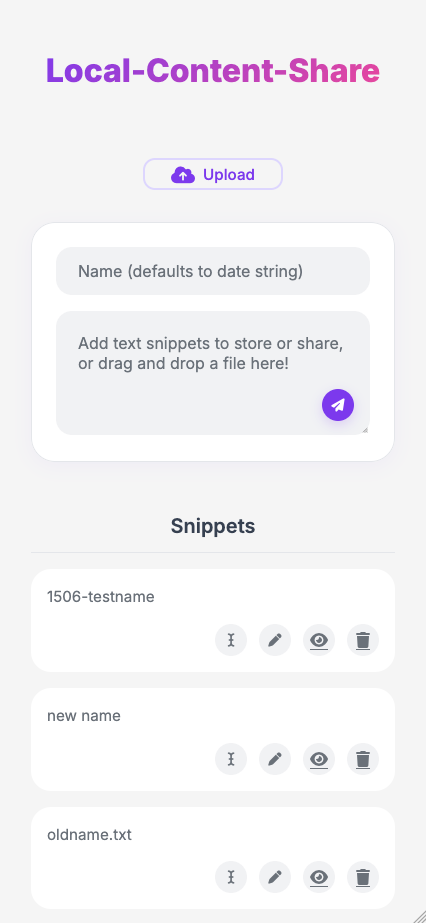 Local-Content-Share
Upload
Name (defaults to date string)
Add text snippets to store or share,
or drag and drop a file here!
Snippets
1506-testname
new name
oldname.txt